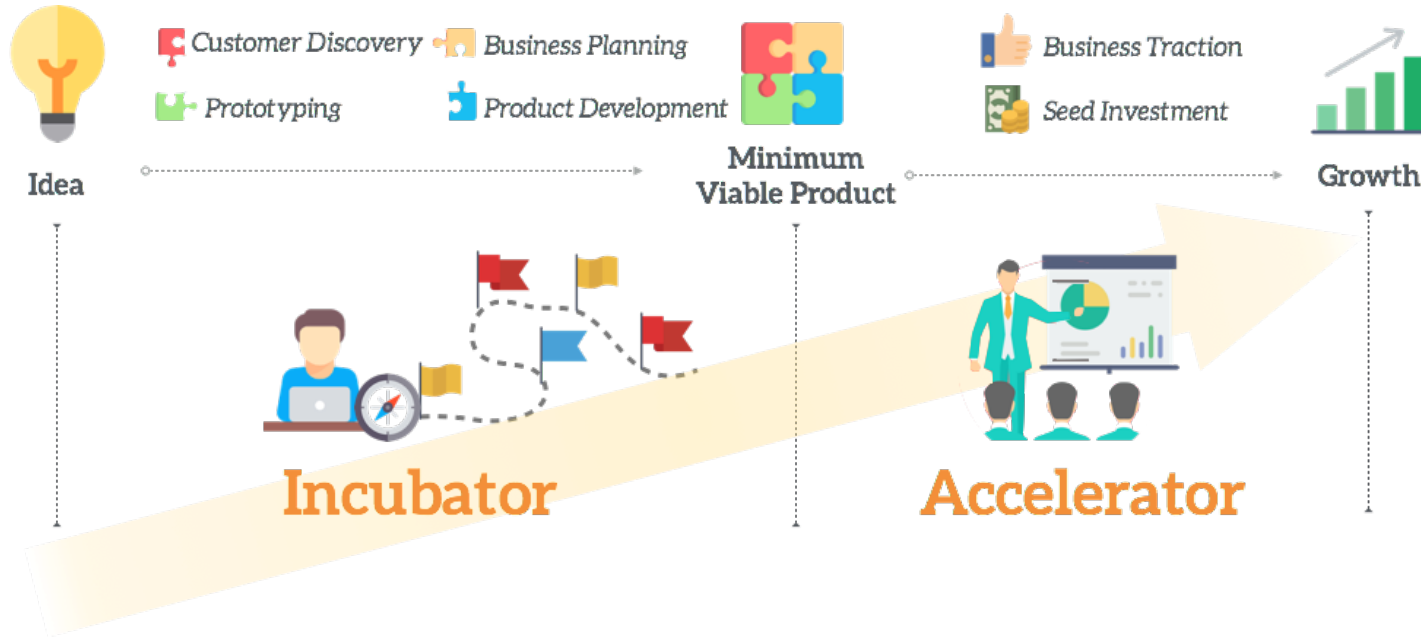 Customer Discovery
Business Planning
Prototyping
Product Development
Business Traction
Seed Investment
Idea
Minimum
Viable Product
Growth
Incubator
Accelerator